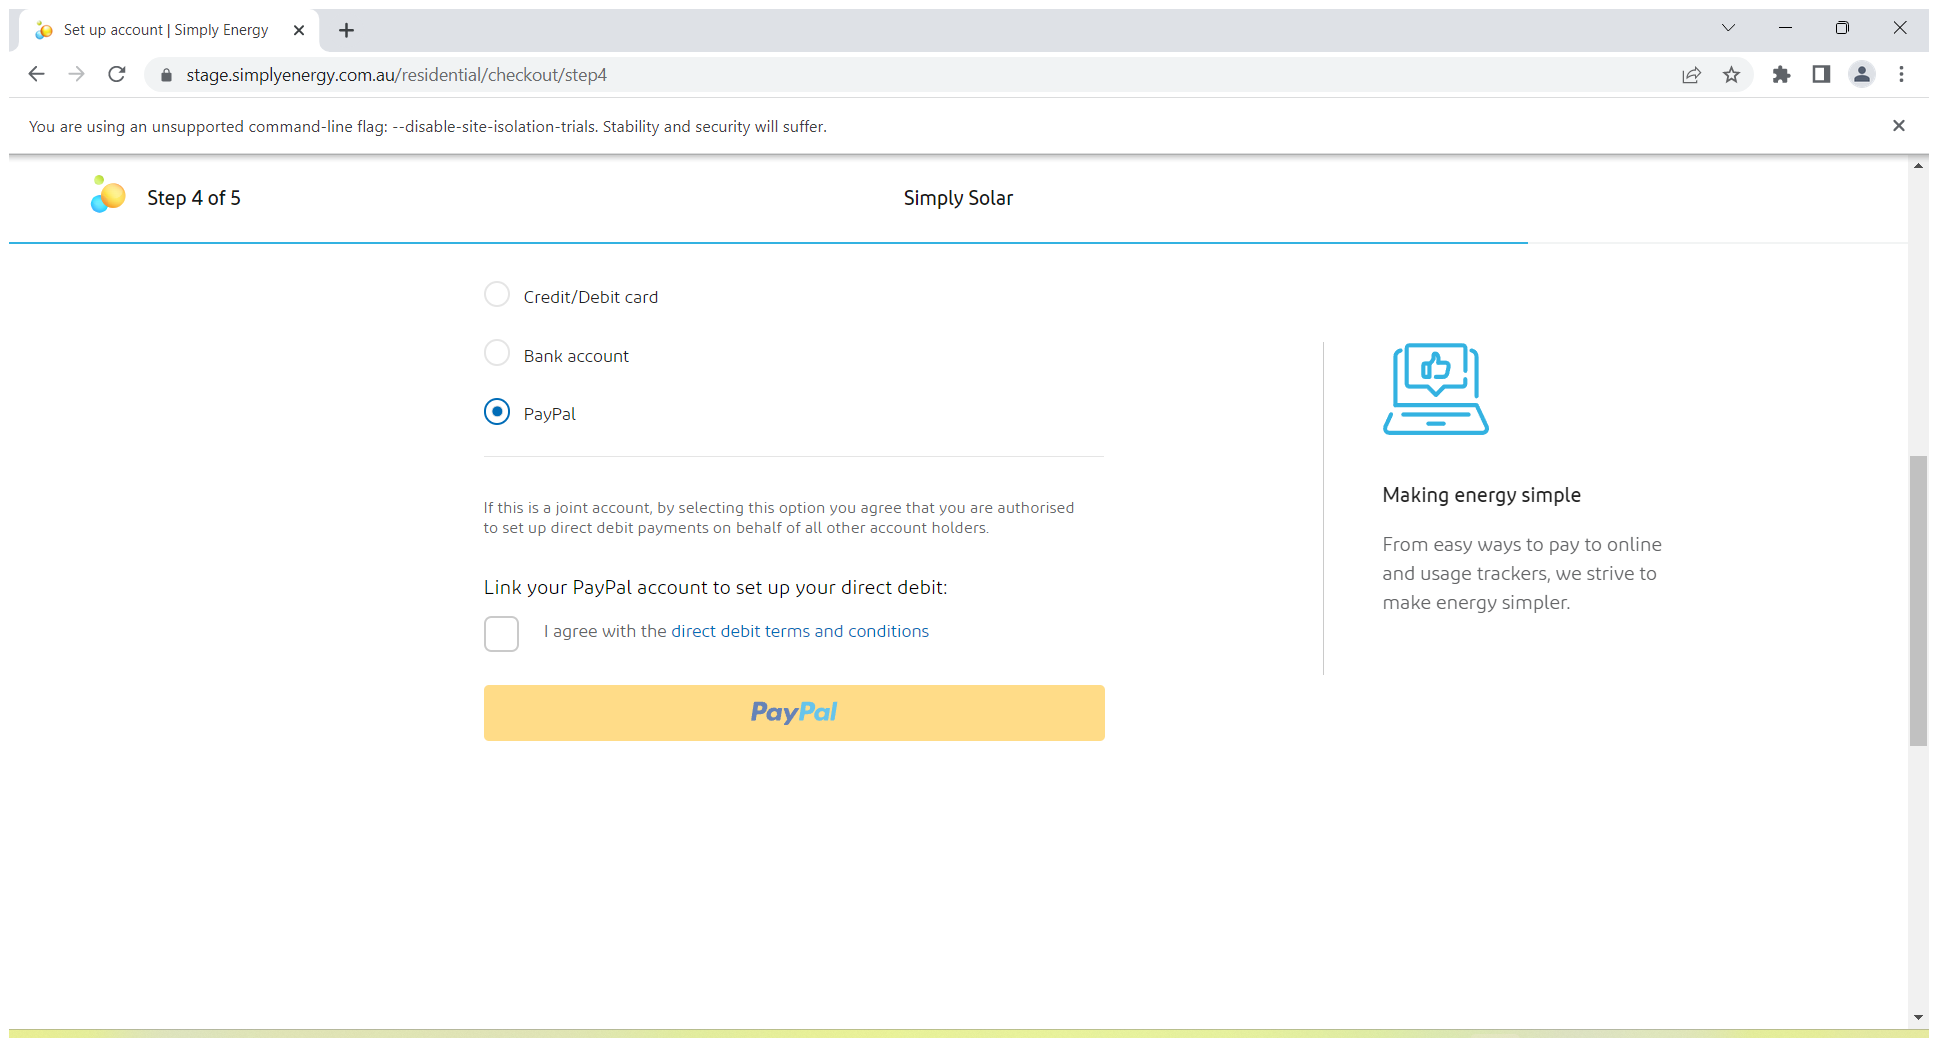 Set up account | Simply Energy
stage.simplyenergy.com.au/residential/checkout/step4
You are using an unsupported command-line flag: --disable-site-isolation-trials. Stability and security will suffer.
Step 4 of 5
Simply Solar
Credit/Debit card
Bank account
PayPal
If this is a joint account, by selecting this option you agree that you are authorised
to set up direct debit payments on behalf of all other account holders.
Link your PayPal account to set up your direct debit:
I agree with the direct debit terms and conditions
PayPal
Making energy simple
From easy ways to pay to online
and usage trackers, we strive to
make energy simpler.